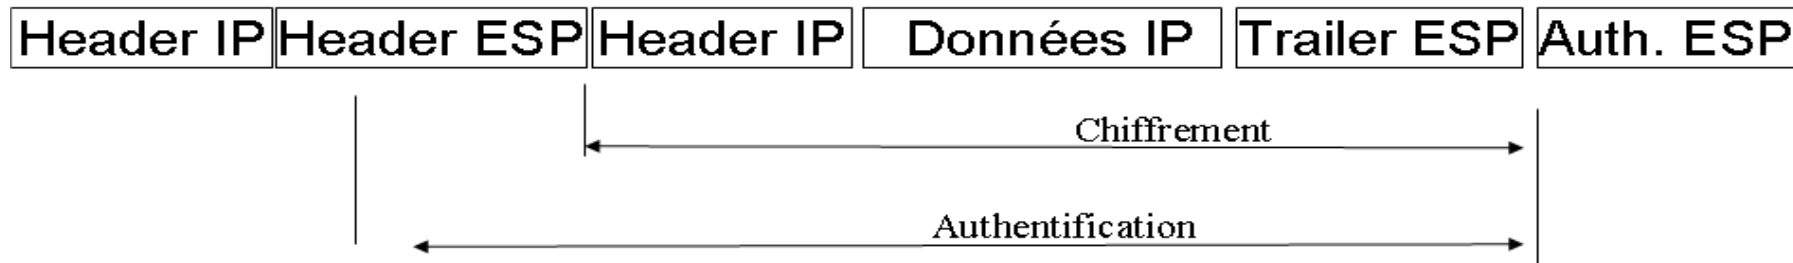 Header IP Header ESP Header IP Données IP Trailer ESP Auth. ESP
Chiffrement
Authentification